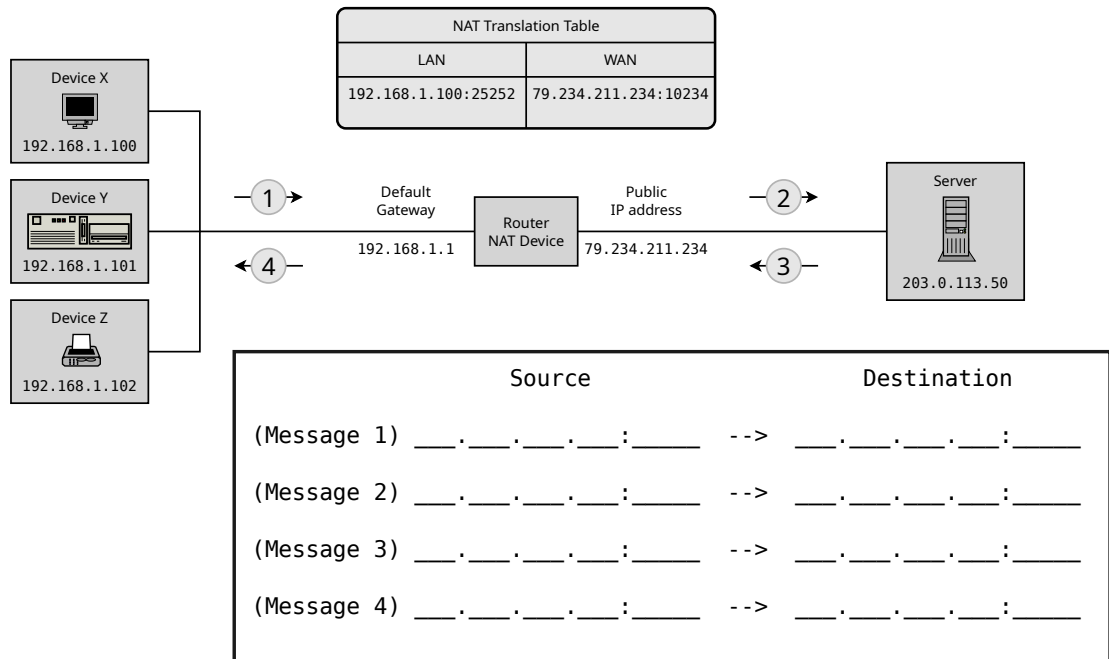 NAT Translation Table
LAN WAN
192.168.1.100:25252 79.234.211.234:10234
Device X
192.168.1.100
Device Y
192.168.1.101
Device Z
192.168.1.102
1
4
Default
Gateway
192.168.1.1
Router
NAT Device
Public
IP address
79.234.211.234
2
3
Server
203.0.113.50
Source Destination
(Message 1) ___.___.___.___:_____ --> ___.___.___.___:_____
(Message 2) ___.___.___.___:_____ --> ___.___.___.___:_____
(Message 3) ___.___.___.___:_____ --> ___.___.___.___:_____
(Message 4) ___.___.___.___:_____ --> ___.___.___.___:_____